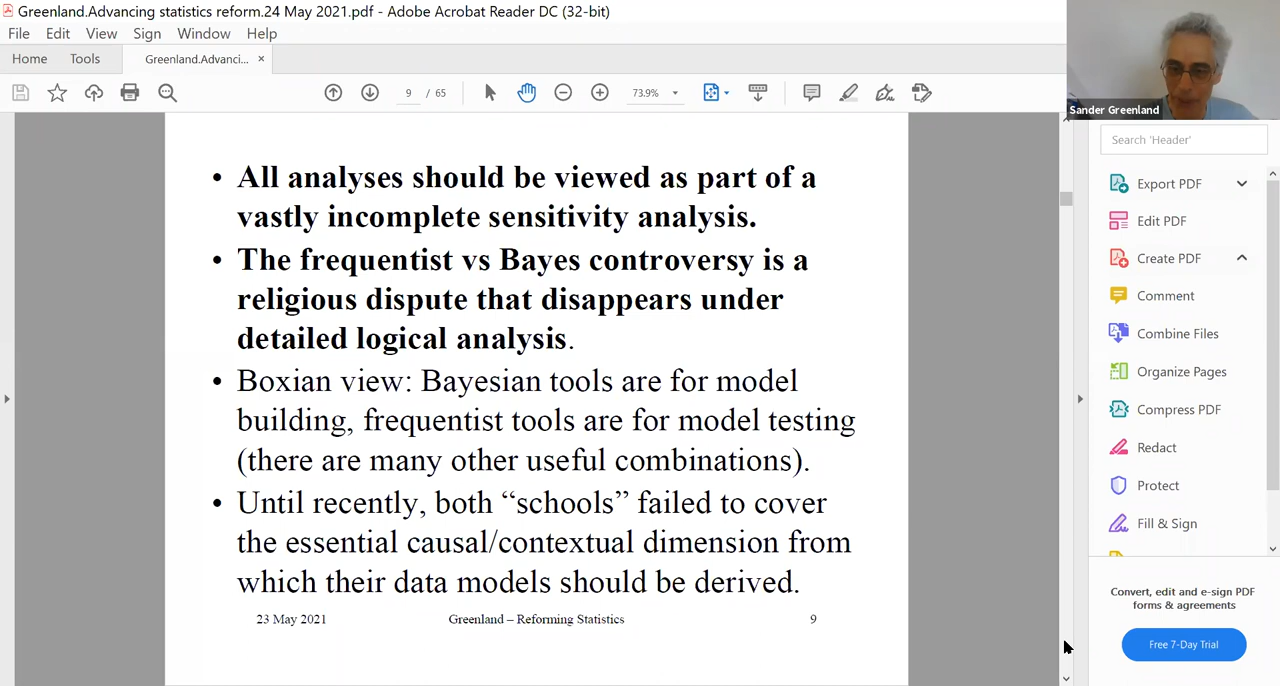 Greenland.Advancing statistics reform.24 May 2021.pdf - Adobe Acrobat Reader DC (32-bit)
File Edit View Sign Window Help
Home Tools Greenland.Advanci... ×
9 / 65 73.9%
Sander Greenland
• All analyses should be viewed as part of a
vastly incomplete sensitivity analysis.
• The frequentist vs Bayes controversy is a
religious dispute that disappears under
detailed logical analysis.
• Boxian view: Bayesian tools are for model
building, frequentist tools are for model testing
(there are many other useful combinations).
• Until recently, both “schools” failed to cover
the essential causal/contextual dimension from
which their data models should be derived.
23 May 2021 Greenland – Reforming Statistics 9
Search 'Header'
Export PDF
Edit PDF
Create PDF
Comment
Combine Files
Organize Pages
Compress PDF
Redact
Protect
Fill & Sign
Convert, edit and e-sign PDF
forms & agreements
Free 7-Day Trial